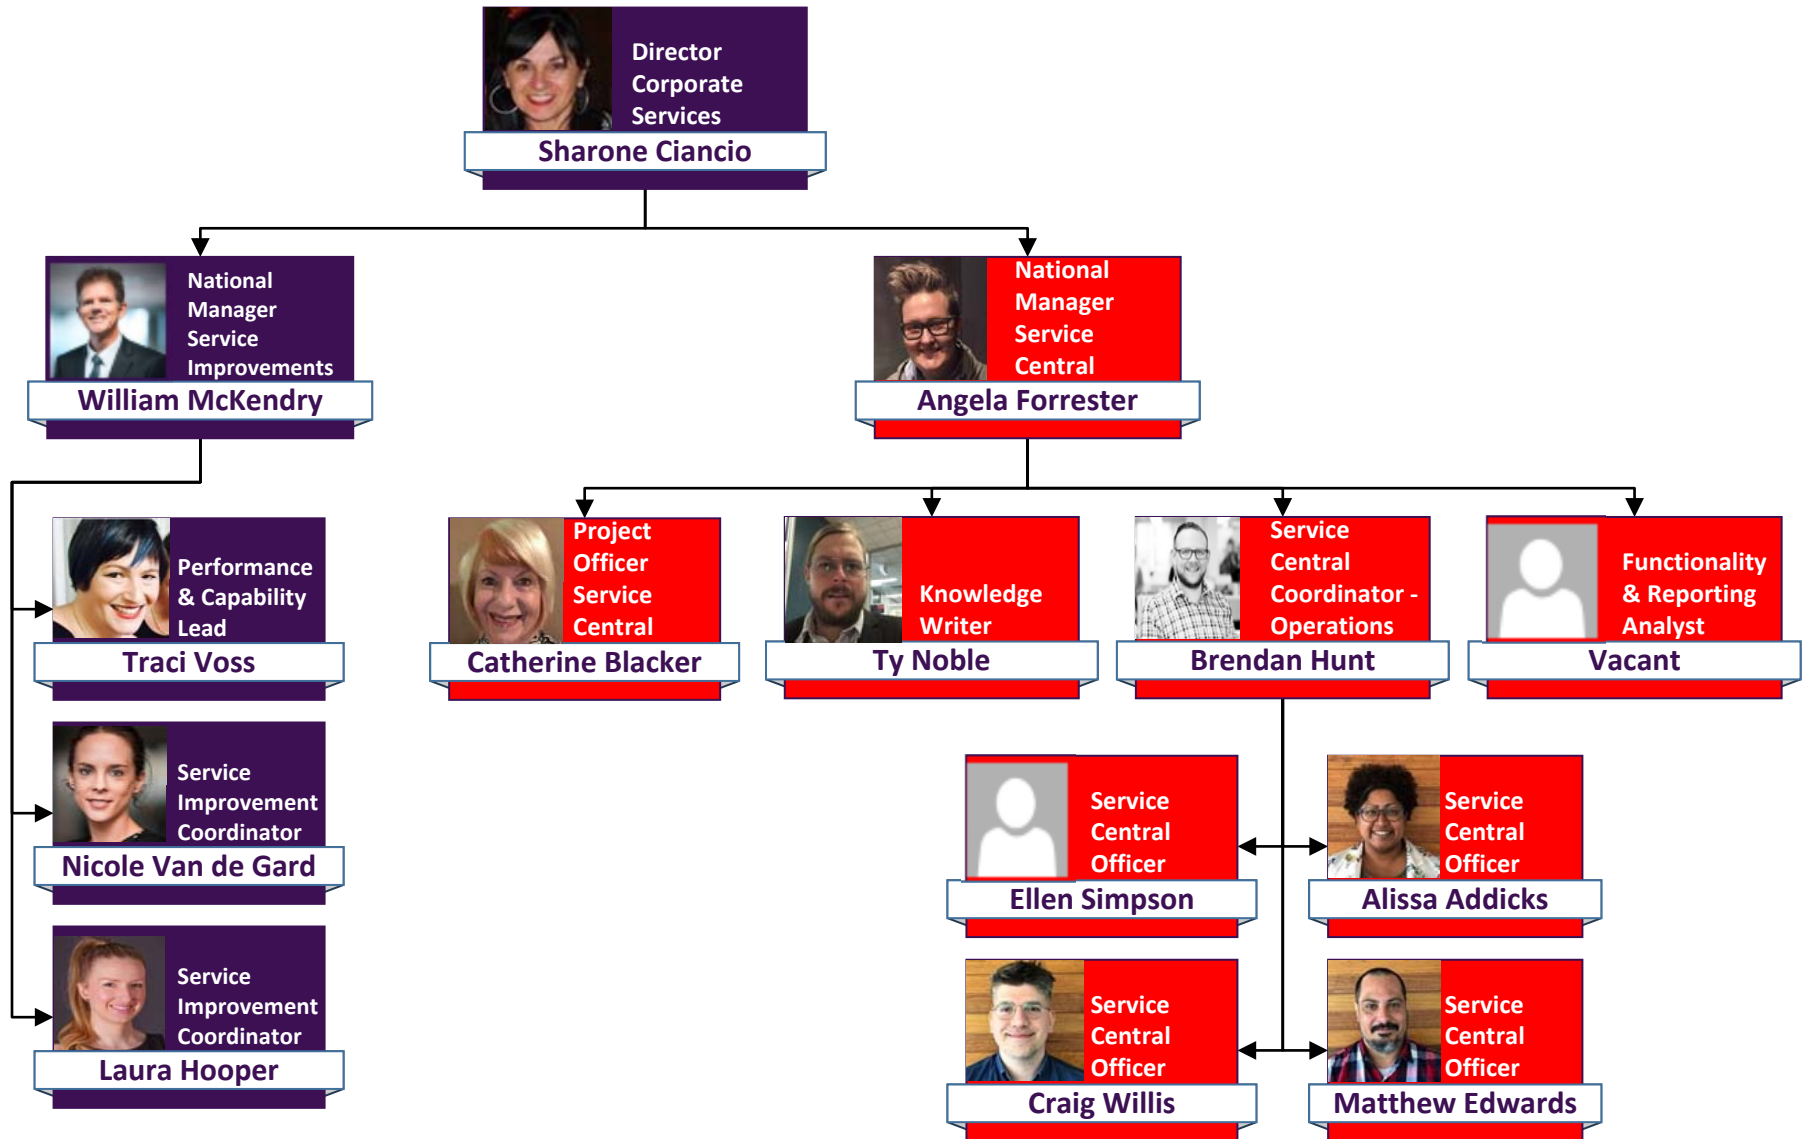 Director
Corporate
Services
Sharone Ciancio
National
Manager
Service
Improvements
William McKendry
National
Manager
Service
Central
Angela Forrester
Performance
& Capability
Lead
Traci Voss
Project
Officer
Service
Central
Catherine Blacker
Knowledge
Writer
Ty Noble
Service
Central
Coordinator -
Operations
Brendan Hunt
Functionality
& Reporting
Analyst
Vacant
Service
Improvement
Coordinator
Nicole Van de Gard
Service
Central
Officer
Ellen Simpson
Service
Central
Officer
Alissa Addicks
Service
Improvement
Coordinator
Laura Hooper
Service
Central
Officer
Craig Willis
Service
Central
Officer
Matthew Edwards